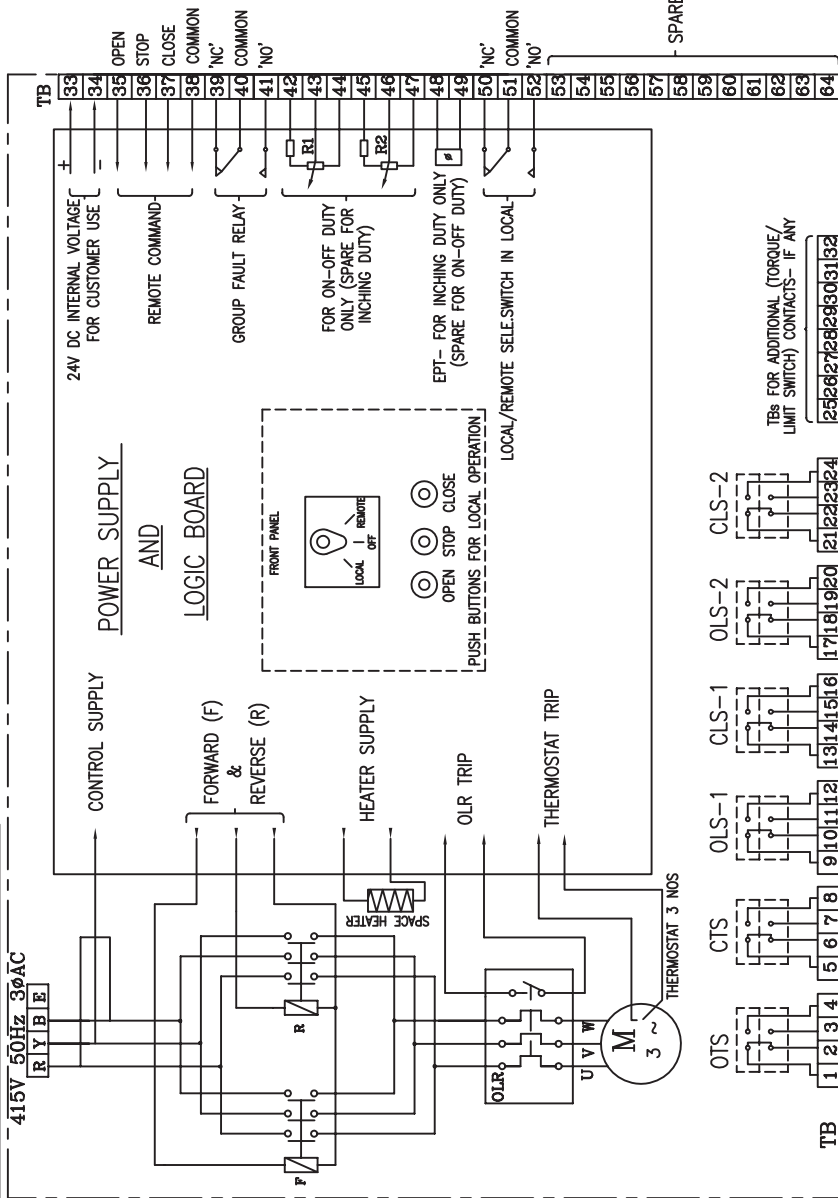 415V 50Hz 3øAC
R Y B E
CONTROL SUPPLY
FORWARD (F)
&
REVERSE (R)
F
R
HEATER SUPPLY
SPACE HEATER
OLR TRIP
OLR
THERMOSTAT TRIP
U V W
M
3 ~
THERMOSTAT 3 NOS
POWER SUPPLY
AND
LOGIC BOARD
FRONT PANEL
LOCAL
OFF
REMOTE
OPEN STOP CLOSE
PUSH BUTTONS FOR LOCAL OPERATION
TB
+
-
24V DC INTERNAL VOLTAGE
FOR CUSTOMER USE
REMOTE COMMAND
GROUP FAULT RELAY
FOR ON-OFF DUTY
ONLY (SPARE FOR
INCHING DUTY)
R1
R2
EPT- FOR INCHING DUTY ONLY
(SPARE FOR ON-OFF DUTY)
ø
LOCAL/REMOTE SELE.SWITCH IN LOCAL
33
34
35 OPEN
36 STOP
37 CLOSE
38 COMMON
39 'NC'
40 COMMON
41 'NO'
42
43
44
45
46
47
48
49
50 'NC'
51 COMMON
52 'NO'
53
54
55
56
57
58
59
60
61
62
63
64
SPARE
OTS
CTS
OLS-1
CLS-1
OLS-2
CLS-2
TBs FOR ADDITIONAL (TORQUE/
LIMIT SWITCH) CONTACTS- IF ANY
TB
1 2 3 4
5 6 7 8
9 10 11 12
13 14 15 16
17 18 19 20
21 22 23 24
25 26 27 28 29 30 31 32